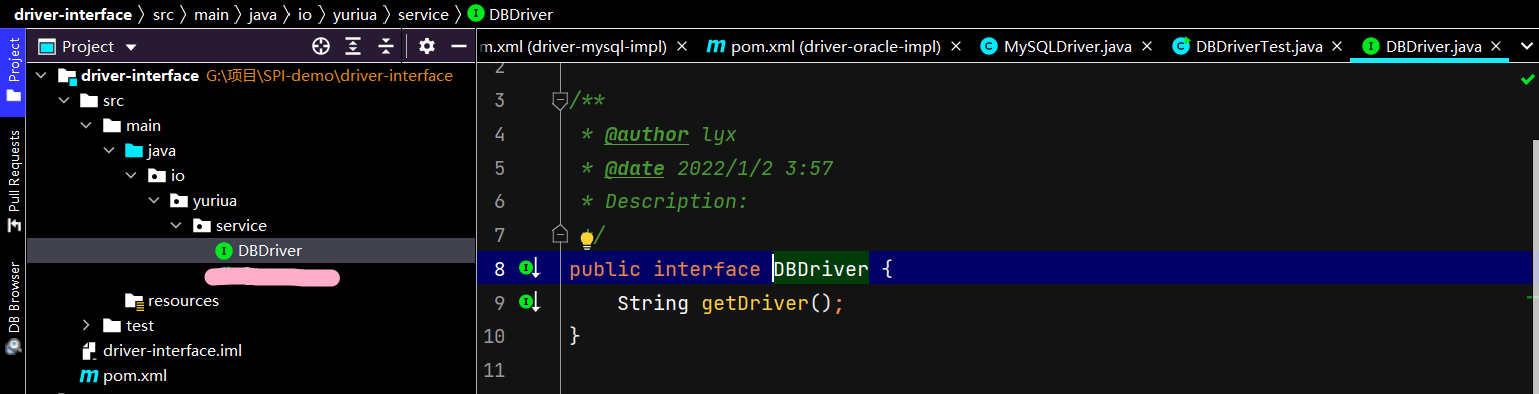 driver-interface > src > main > java > io > yuriua > service > DBDriver
Project
m.xml (driver-mysql-impl)
pom.xml (driver-oracle-impl)
MySQLDriver.java
DBDriverTest.java
DBDriver.java
Project
Pull Requests
DB Browser
driver-interface G:\项目\SPI-demo\driver-interface
src
main
java
io
yuriua
service
DBDriver
resources
test
driver-interface.iml
pom.xml
2
3 /**
4 * @author lyx
5 * @date 2022/1/2 3:57
6 * Description:
7 */
8 public interface DBDriver {
9 String getDriver();
10 }
11